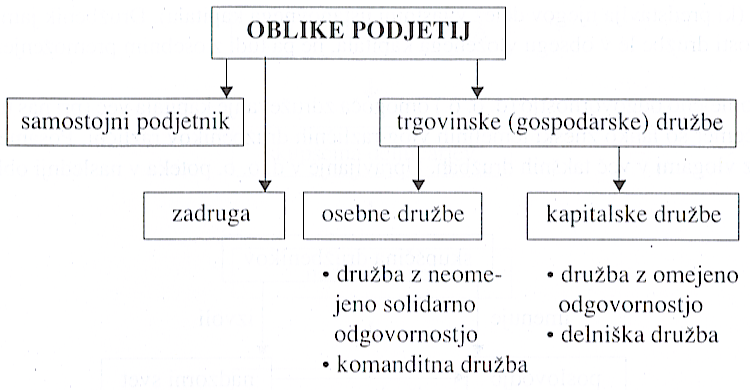 OBLIKE PODJETIJ
samostojni podjetnik
trgovinske (gospodarske) družbe
zadruga
osebne družbe
kapitalske družbe
• družba z neome-
jeno solidarno
odgovornostjo
• komanditna družba
• družba z omejeno
odgovornostjo
• delniška družba